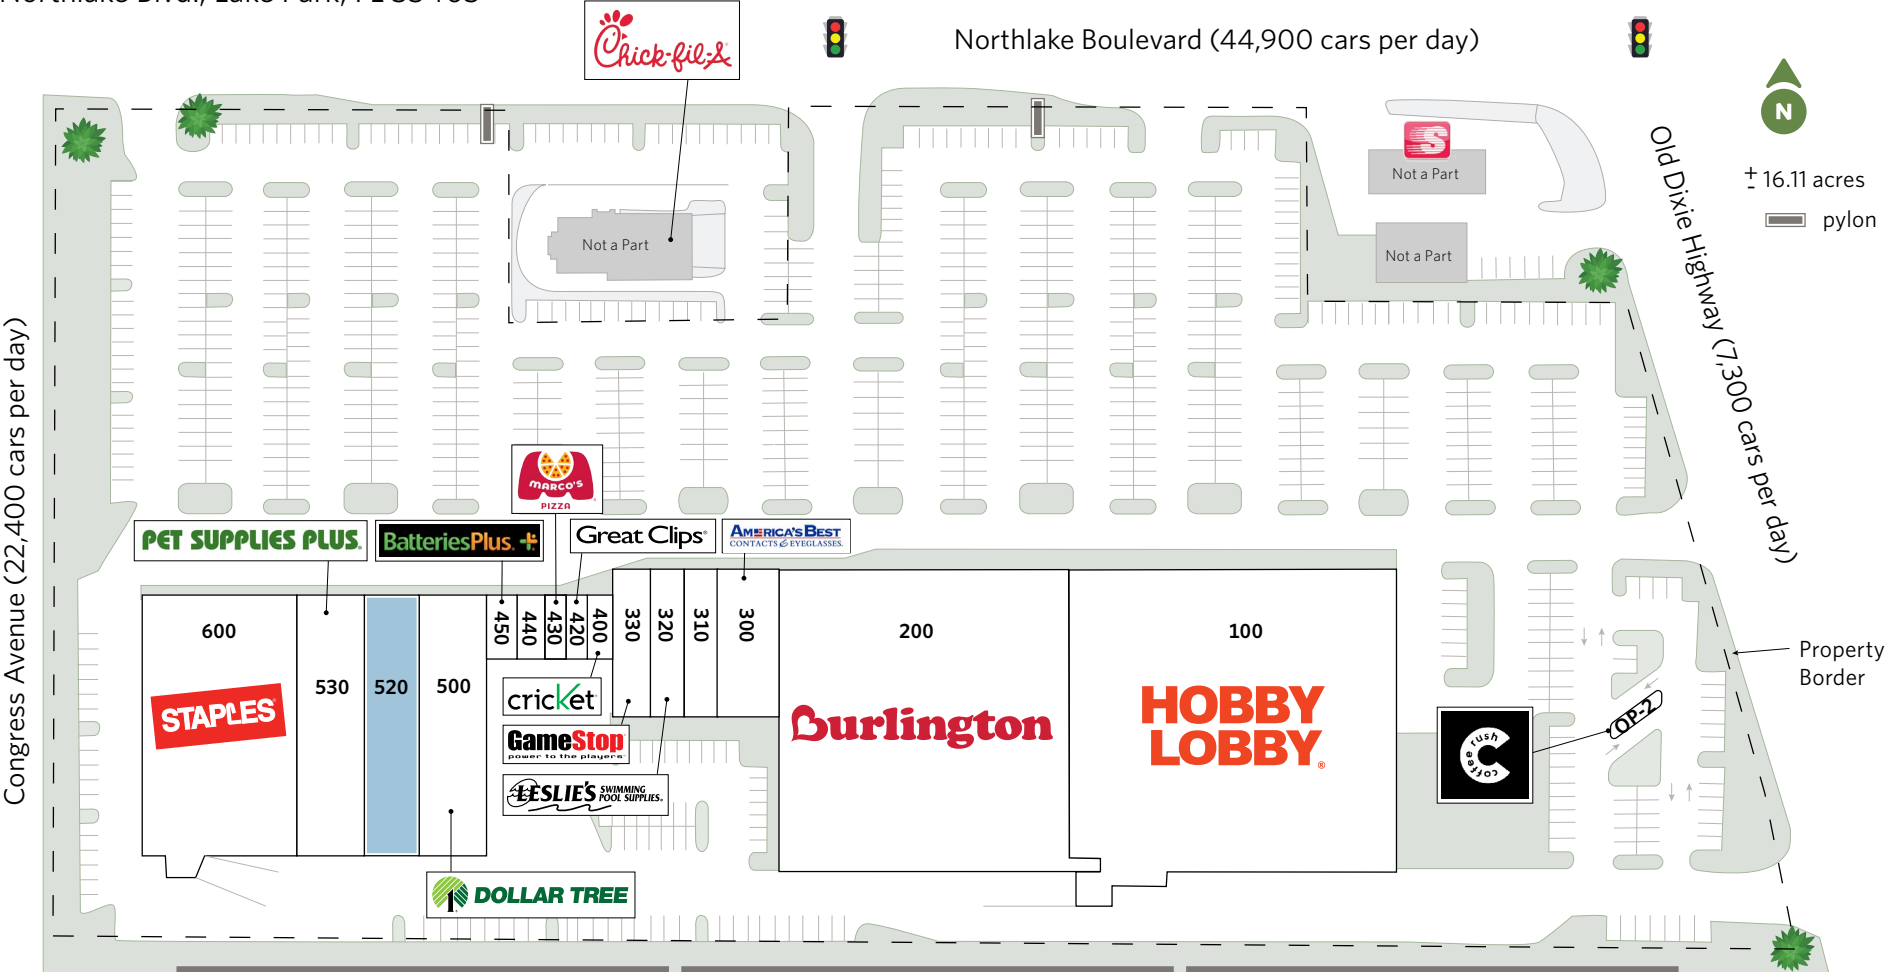 Chick-fil-A
Northlake Boulevard (44,900 cars per day)
N
± 16.11 acres
pylon
S
Not a Part
Not a Part
Not a Part
Old Dixie Highway (7,300 cars per day)
Congress Avenue (22,400 cars per day)
MARCO'S
PIZZA
PET SUPPLIES PLUS.
BatteriesPlus.
Great Clips®
AMERICA'S BEST
CONTACTS & EYEGLASSES.
600
530
520
500
450
440
430
420
400
330
320
310
300
200
100
STAPLES
cricket
GameStop
power to the players
LESLIE'S SWIMMING POOL SUPPLIES.
DOLLAR TREE
Burlington
HOBBY
LOBBY®
coffee rush
OP-2
Property
Border